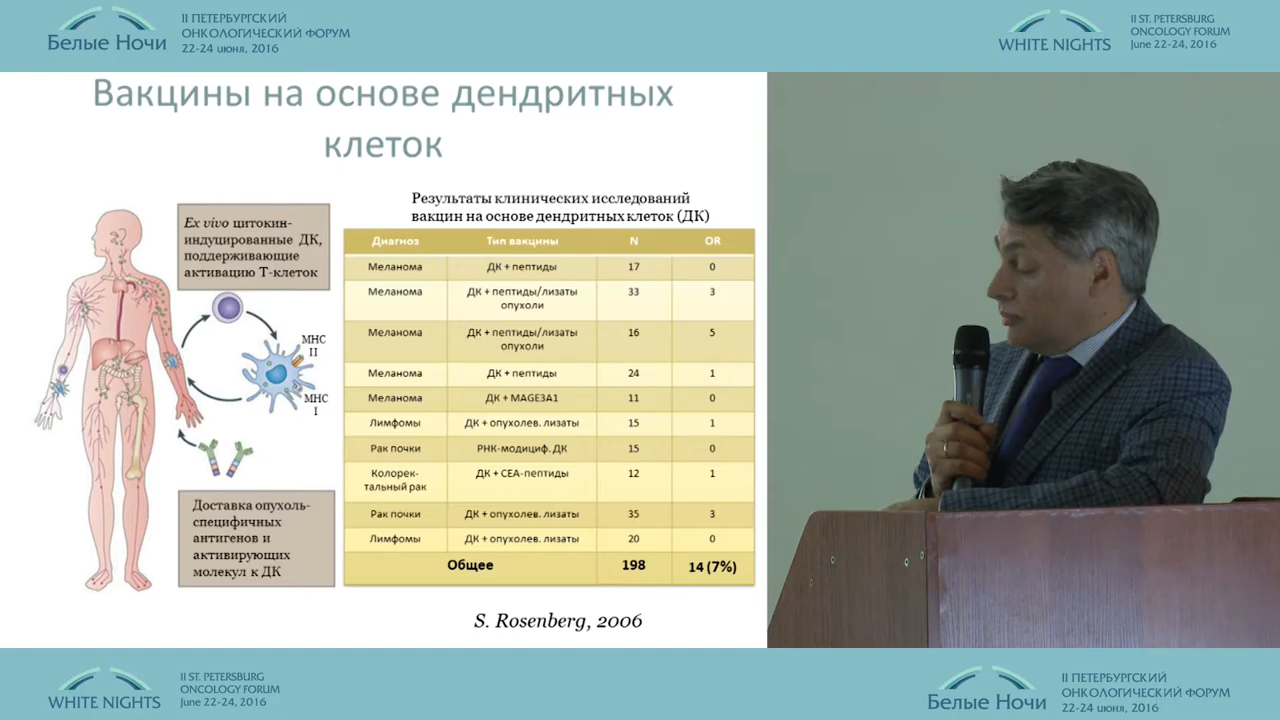 Белые Ночи
II ПЕТЕРБУРГСКИЙ
ОНКОЛОГИЧЕСКИЙ ФОРУМ
22-24 июня, 2016
WHITE NIGHTS
II ST. PETERSBURG
ONCOLOGY FORUM
June 22-24, 2016
Вакцины на основе дендритных
клеток
Ex vivo цитокин-
индуцированные ДК,
поддерживающие
активацию Т-клеток
МНС
II
МНС
I
Доставка опухоль-
специфичных
антигенов и
активирующих
молекул к ДК
Результаты клинических исследований
вакцин на основе дендритных клеток (ДК)
Диагноз Тип вакцины N OR
Меланома ДК + пептиды 17 0
Меланома ДК + пептиды/лизаты 33 3
опухоли
Меланома ДК + пептиды/лизаты 16 5
опухоли
Меланома ДК + пептиды 24 1
Меланома ДК + MAGE3A1 11 0
Лимфомы ДК + опухолев. лизаты 15 1
Рак почки РНК-модициф. ДК 15 0
Колорек- ДК + CEA-пептиды 12 1
тальный рак
Рак почки ДК + опухолев. лизаты 35 3
Лимфомы ДК + опухолев. лизаты 20 0
Общее 198 14 (7%)
S. Rosenberg, 2006
WHITE NIGHTS
II ST. PETERSBURG
ONCOLOGY FORUM
June 22-24, 2016
Белые Ночи
II ПЕТЕРБУРГСКИЙ
ОНКОЛОГИЧЕСКИЙ ФОРУМ
22-24 июня, 2016